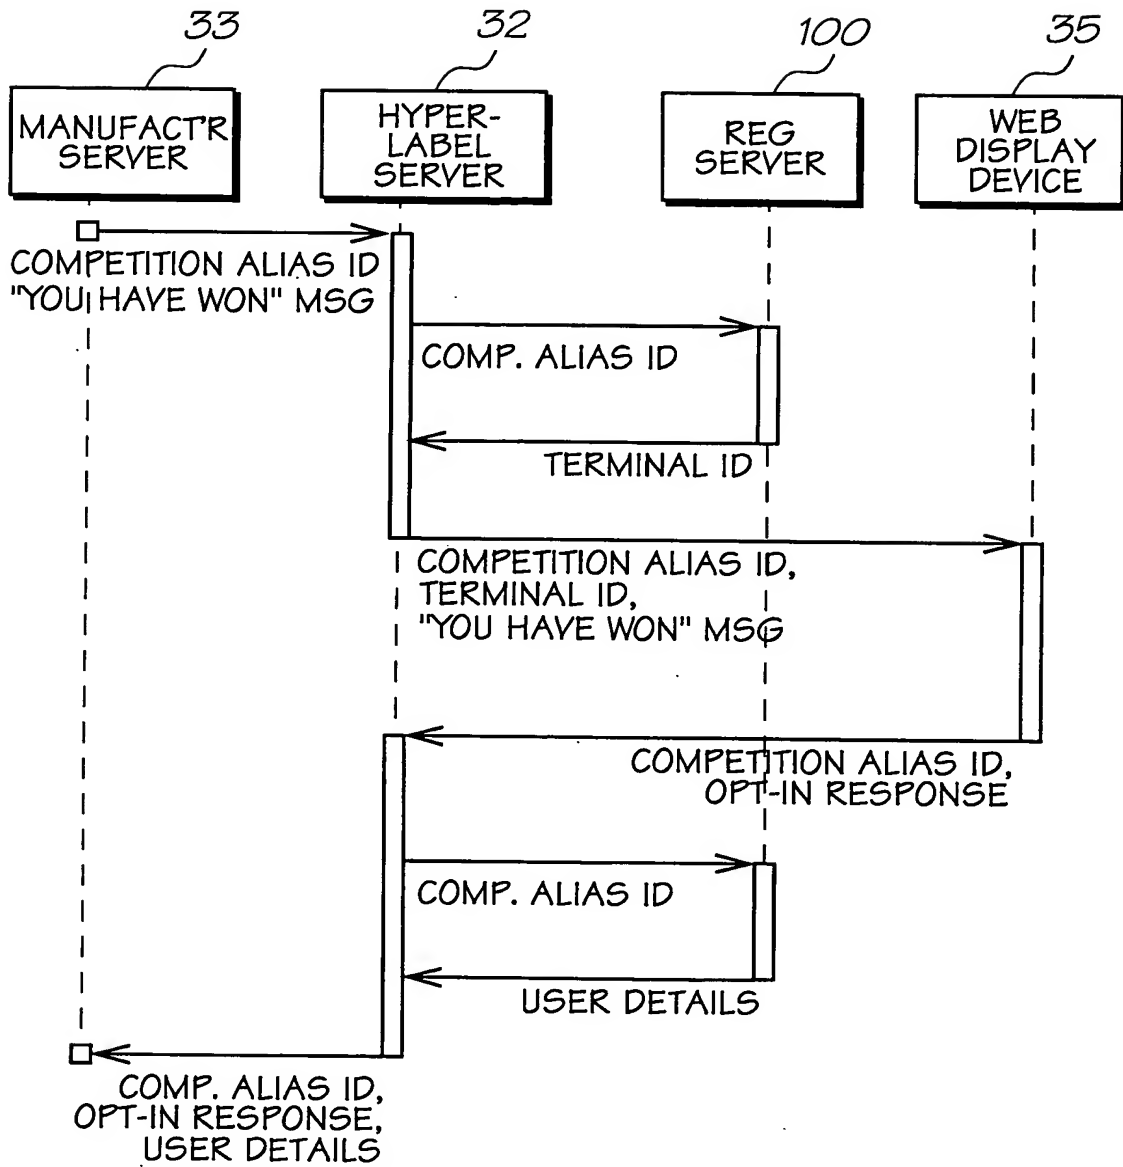 33
32
100
35
MANUFACT'R
SERVER
HYPER-
LABEL
SERVER
REG
SERVER
WEB
DISPLAY
DEVICE
COMPETITION ALIAS ID
"YOU HAVE WON" MSG
COMP. ALIAS ID
TERMINAL ID
COMPETITION ALIAS ID,
TERMINAL ID,
"YOU HAVE WON" MSG
COMPETITION ALIAS ID,
OPT-IN RESPONSE
COMP. ALIAS ID
USER DETAILS
COMP. ALIAS ID,
OPT-IN RESPONSE,
USER DETAILS